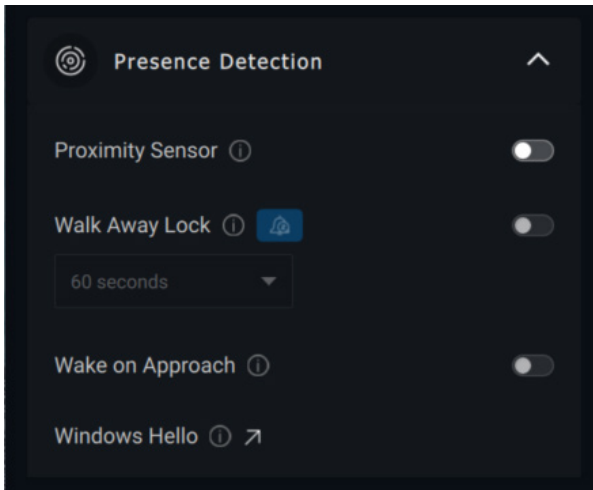 Presence Detection
Proximity Sensor
Walk Away Lock
60 seconds
Wake on Approach
Windows Hello